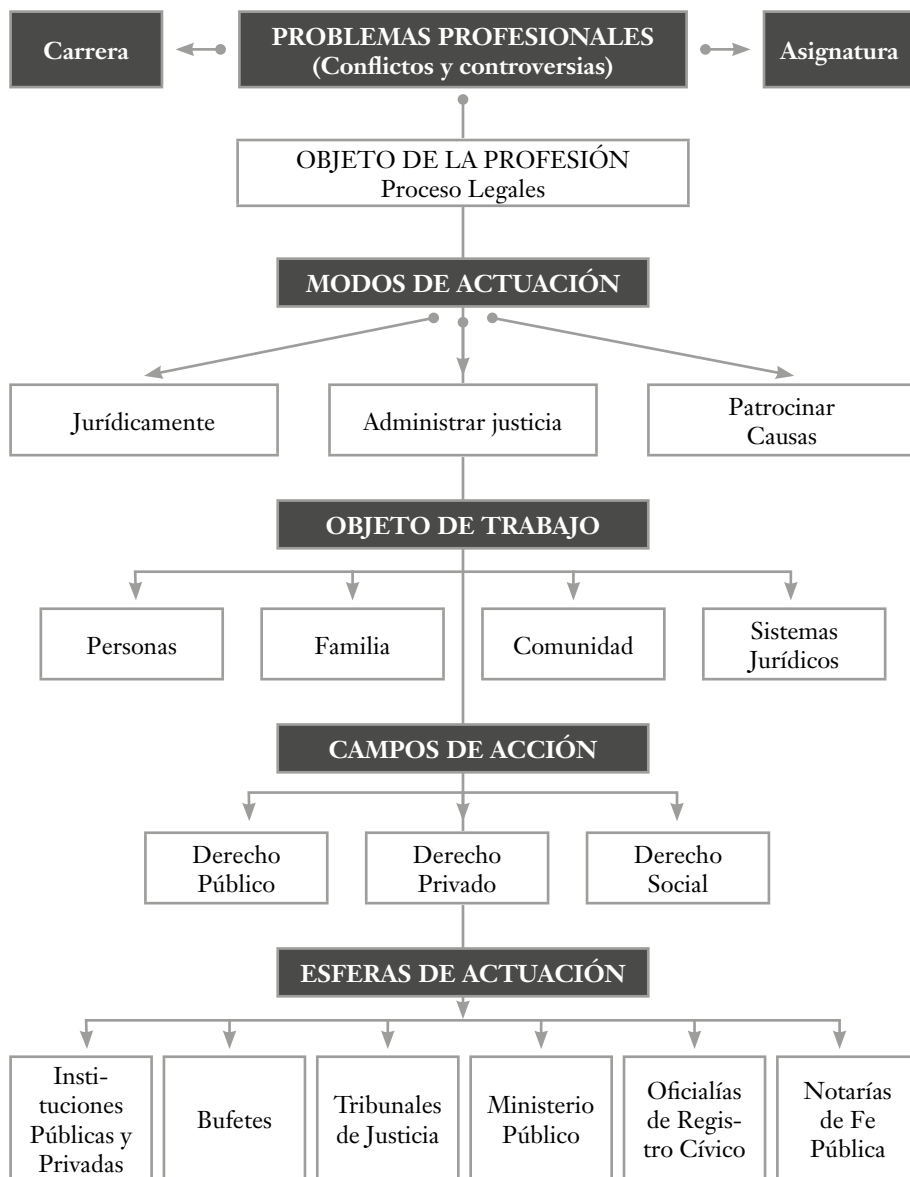 Carrera
PROBLEMAS PROFESIONALES
(Conflictos y controversias)
Asignatura
OBJETO DE LA PROFESIÓN
Proceso Legales
MODOS DE ACTUACIÓN
Jurídicamente
Administrar justicia
Patrocinar
Causas
OBJETO DE TRABAJO
Personas
Familia
Comunidad
Sistemas
Jurídicos
CAMPOS DE ACCIÓN
Derecho
Público
Derecho
Privado
Derecho
Social
ESFERAS DE ACTUACIÓN
Insti-
tuciones
Públicas y
Privadas
Bufetes
Tribunales
de Justicia
Ministerio
Público
Oficialías
de Regis-
tro Cívico
Notarías
de Fe
Pública